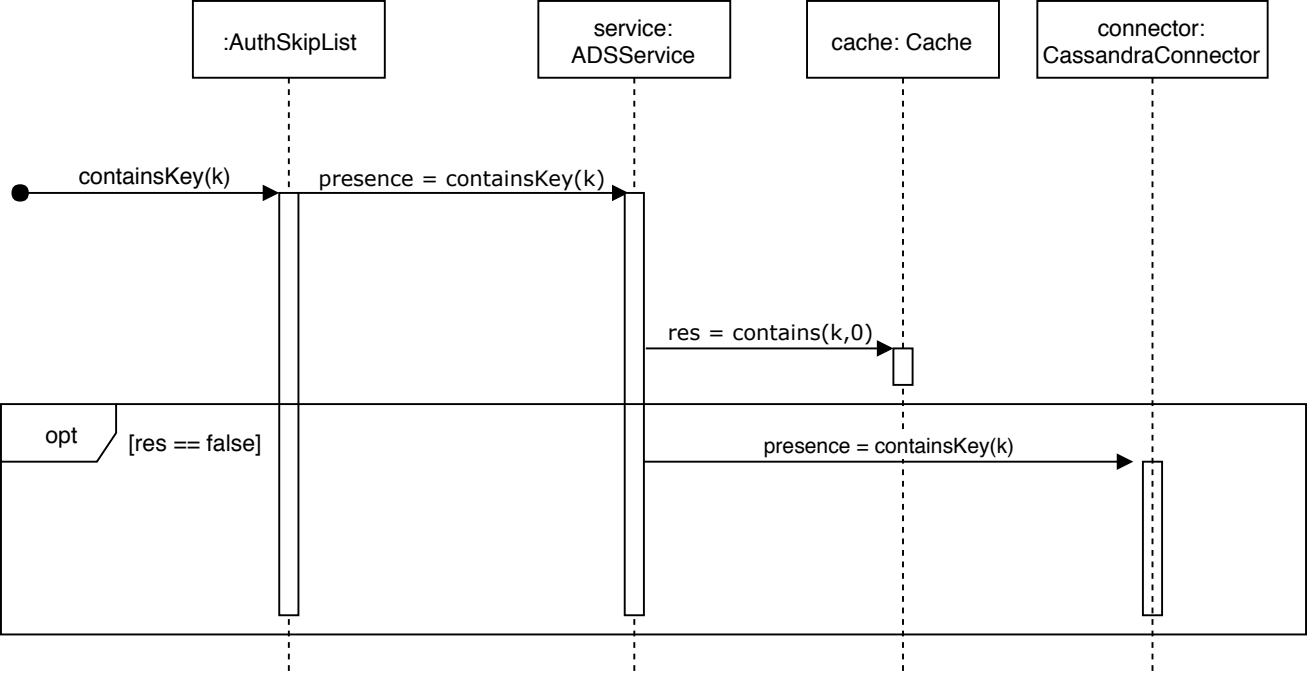 :AuthSkipList
service:
ADSService
cache: Cache
connector:
CassandraConnector
containsKey(k)
presence = containsKey(k)
res = contains(k,0)
opt
[res == false]
presence = containsKey(k)